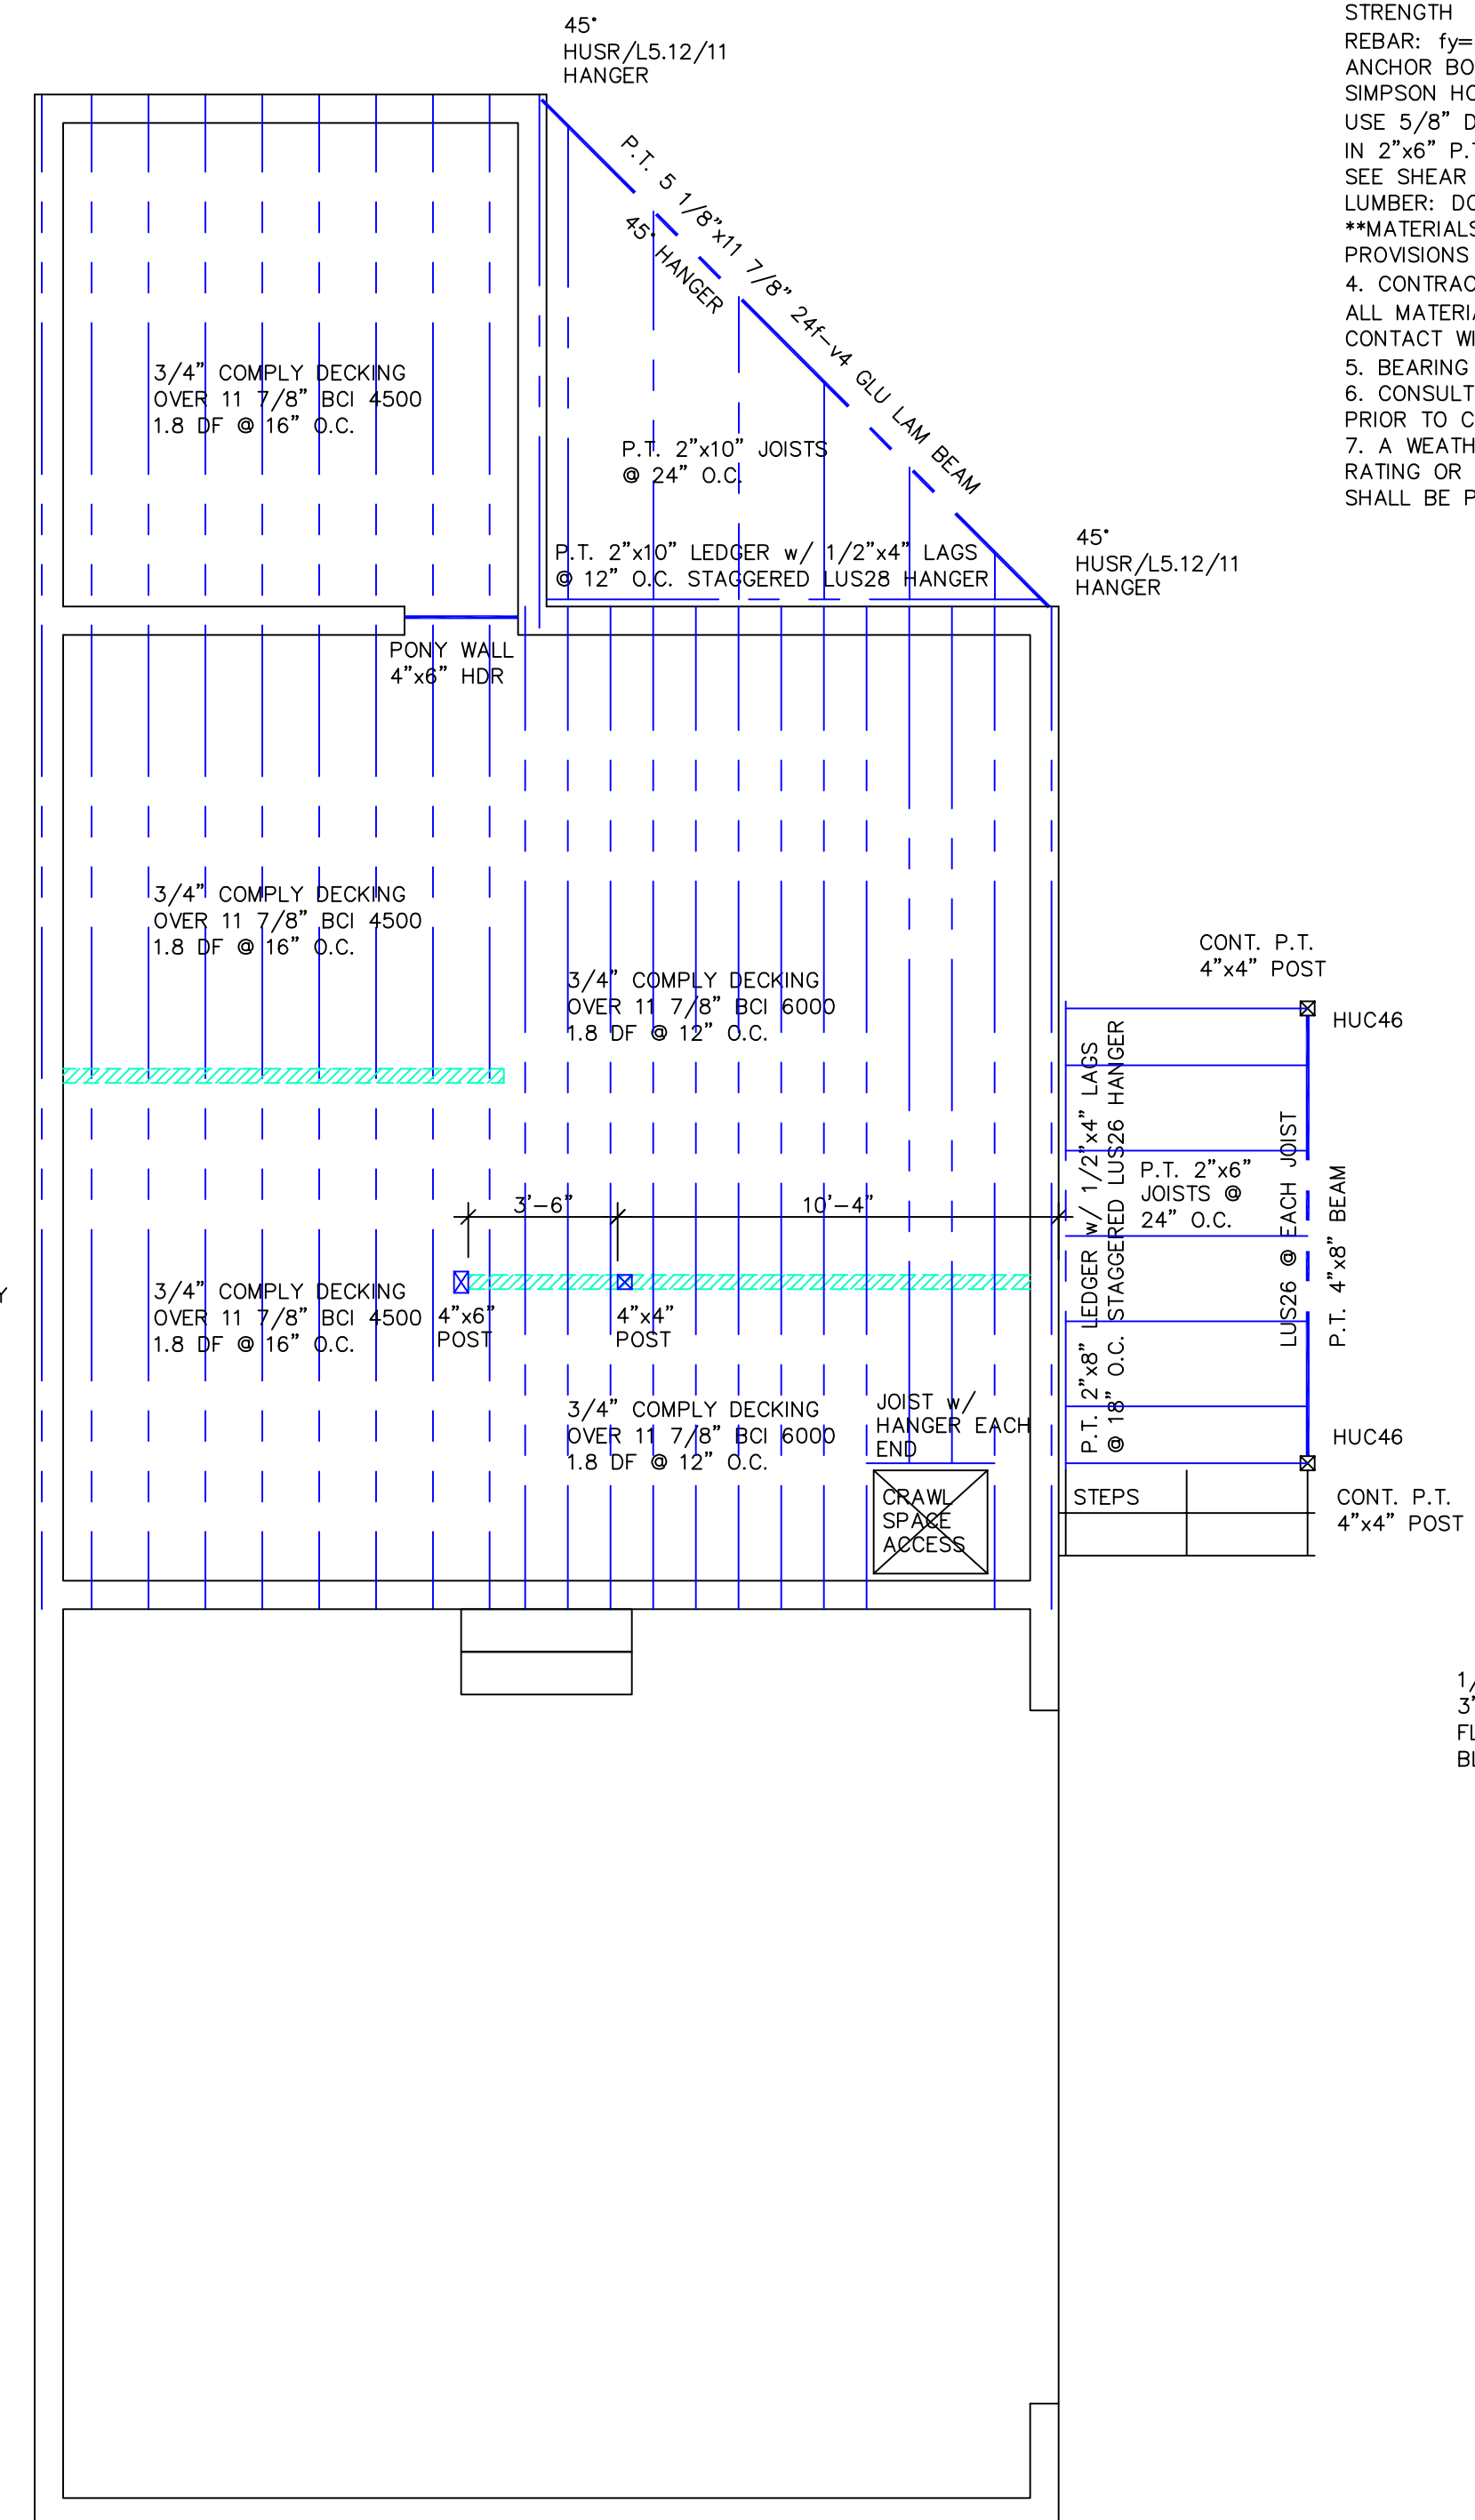 45°
HUSR/L5.12/11
HANGER
STRENGTH
REBAR: fy=
ANCHOR BO
SIMPSON HO
USE 5/8" D
IN 2"x6" P.T
SEE SHEAR
LUMBER: DO
**MATERIALS
PROVISIONS
4. CONTRAC
ALL MATERIA
CONTACT WI
5. BEARING
6. CONSULT
PRIOR TO C
7. A WEATH
RATING OR
SHALL BE P
P.T. 5 1/8"x11 7/8" 24f-v4 GLU LAM BEAM
45° HANGER
3/4" COMPLY DECKING
OVER 11 7/8" BCI 4500
1.8 DF @ 16" O.C.
P.T. 2"x10" JOISTS
@ 24" O.C.
P.T. 2"x10" LEDGER w/ 1/2"x4" LAGS
@ 12" O.C. STAGGERED LUS28 HANGER
45°
HUSR/L5.12/11
HANGER
PONY WALL
4"x6" HDR
3/4" COMPLY DECKING
OVER 11 7/8" BCI 4500
1.8 DF @ 16" O.C.
3/4" COMPLY DECKING
OVER 11 7/8" BCI 6000
1.8 DF @ 12" O.C.
CONT. P.T.
4"x4" POST
HUC46
P.T. 2"x8" LEDGER w/ 1/2"x4" LAGS
@ 18" O.C. STAGGERED LUS26 HANGER
P.T. 2"x6"
JOISTS @
24" O.C.
LUS26 @ EACH JOIST
P.T. 4"x8" BEAM
3'-6"
10'-4"
Y
3/4" COMPLY DECKING
OVER 11 7/8" BCI 4500
1.8 DF @ 16" O.C.
4"x6"
POST
4"x4"
POST
3/4" COMPLY DECKING
OVER 11 7/8" BCI 6000
1.8 DF @ 12" O.C.
JOIST w/
HANGER EACH
END
CRAWL
SPACE
ACCESS
STEPS
HUC46
CONT. P.T.
4"x4" POST
1/
3"
FL
BL